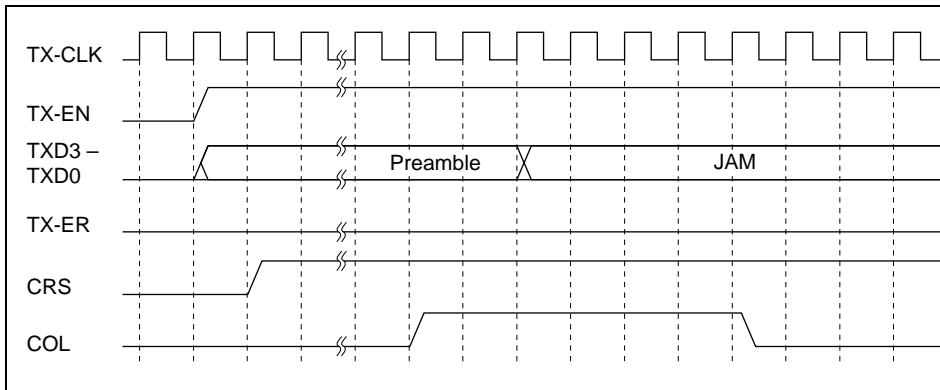 TX-CLK
TX-EN
TXD3 –
TXD0
Preamble
JAM
TX-ER
CRS
COL